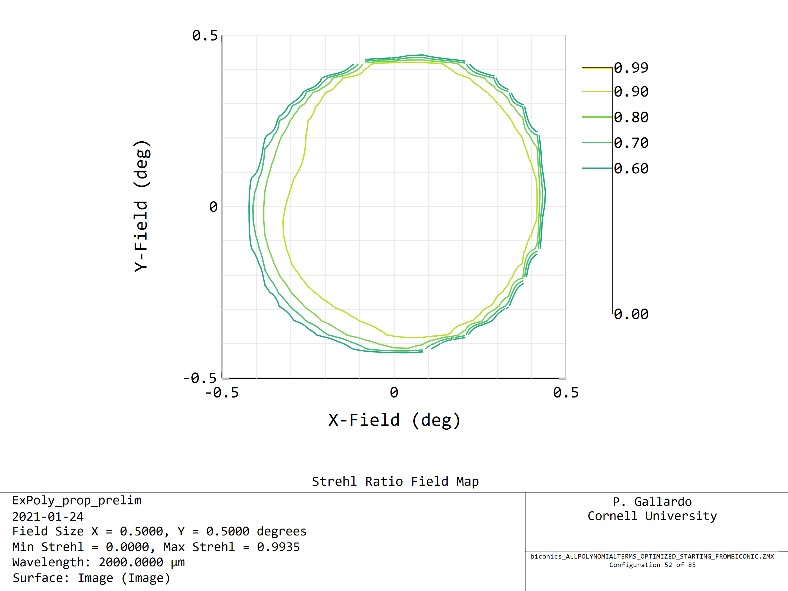 0.5
0
-0.5
Y-Field (deg)
-0.5
0
0.5
X-Field (deg)
0.99
0.90
0.80
0.70
0.60
0.00
Strehl Ratio Field Map
ExPoly_prop_prelim
2021-01-24
Field Size X = 0.5000, Y = 0.5000 degrees
Min Strehl = 0.0000, Max Strehl = 0.9935
Wavelength: 2000.0000 µm
Surface: Image (Image)
P. Gallardo
Cornell University
biconics_ALLPOLYNOMIALTERMS_OPTIMIZED_STARTING_FROMBICONIC.ZMX
Configuration 52 of 85